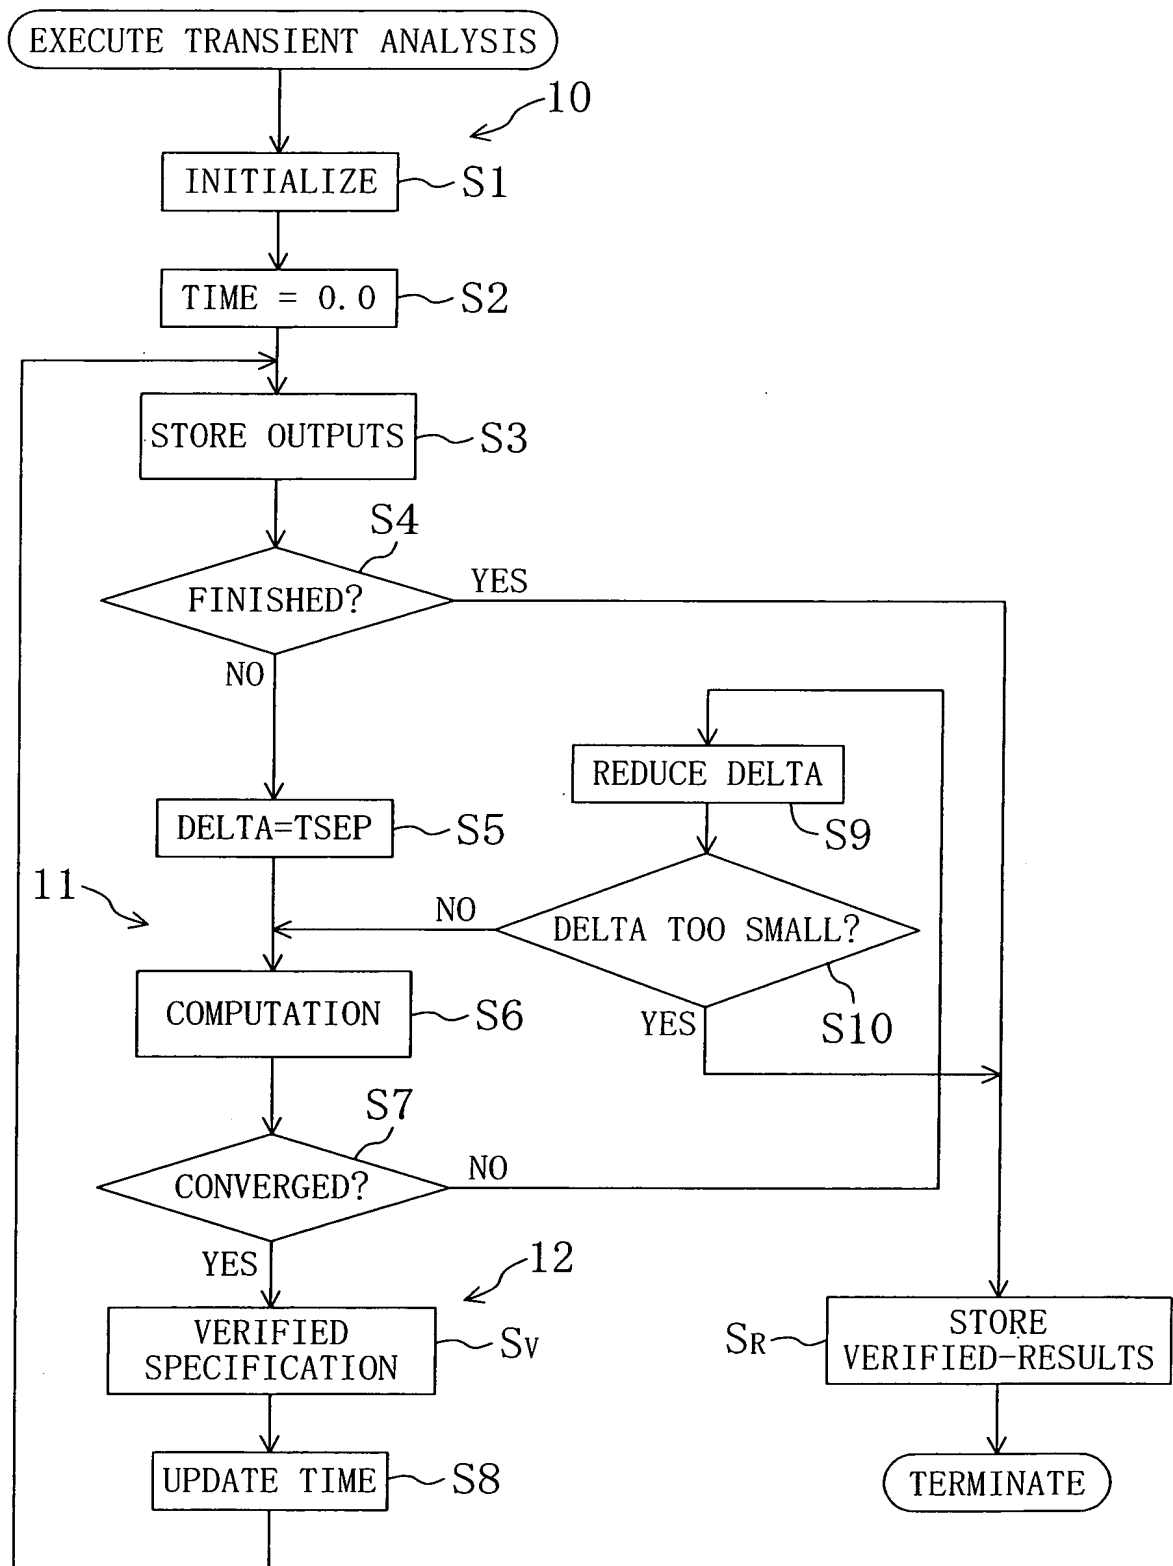 EXECUTE TRANSIENT ANALYSIS
10
INITIALIZE
S1
TIME = 0.0
S2
STORE OUTPUTS
S3
S4
FINISHED?
YES
NO
REDUCE DELTA
S9
DELTA=TSEP
S5
11
NO
DELTA TOO SMALL?
COMPUTATION
S6
YES
S10
S7
CONVERGED?
NO
YES
12
VERIFIED
SPECIFICATION
SV
SR
STORE
VERIFIED-RESULTS
UPDATE TIME
S8
TERMINATE